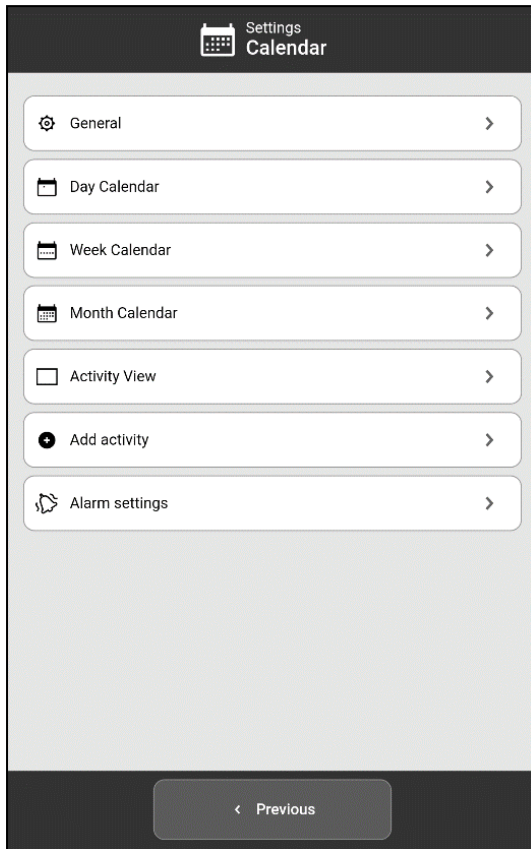 Settings
Calendar
General
Day Calendar
Week Calendar
Month Calendar
Activity View
Add activity
Alarm settings
Previous